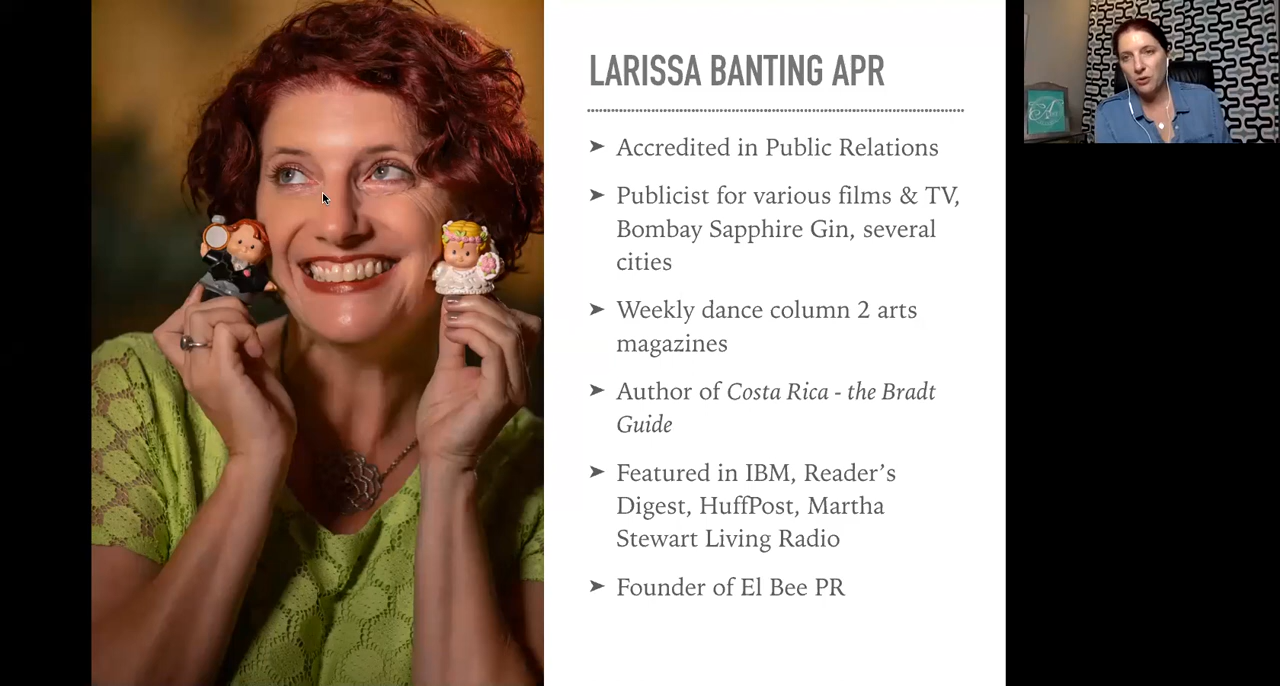 LARISSA BANTING APR
➤ Accredited in Public Relations
➤ Publicist for various films & TV,
Bombay Sapphire Gin, several
cities
➤ Weekly dance column 2 arts
magazines
➤ Author of Costa Rica - the Bradt
Guide
➤ Featured in IBM, Reader’s
Digest, HuffPost, Martha
Stewart Living Radio
➤ Founder of El Bee PR